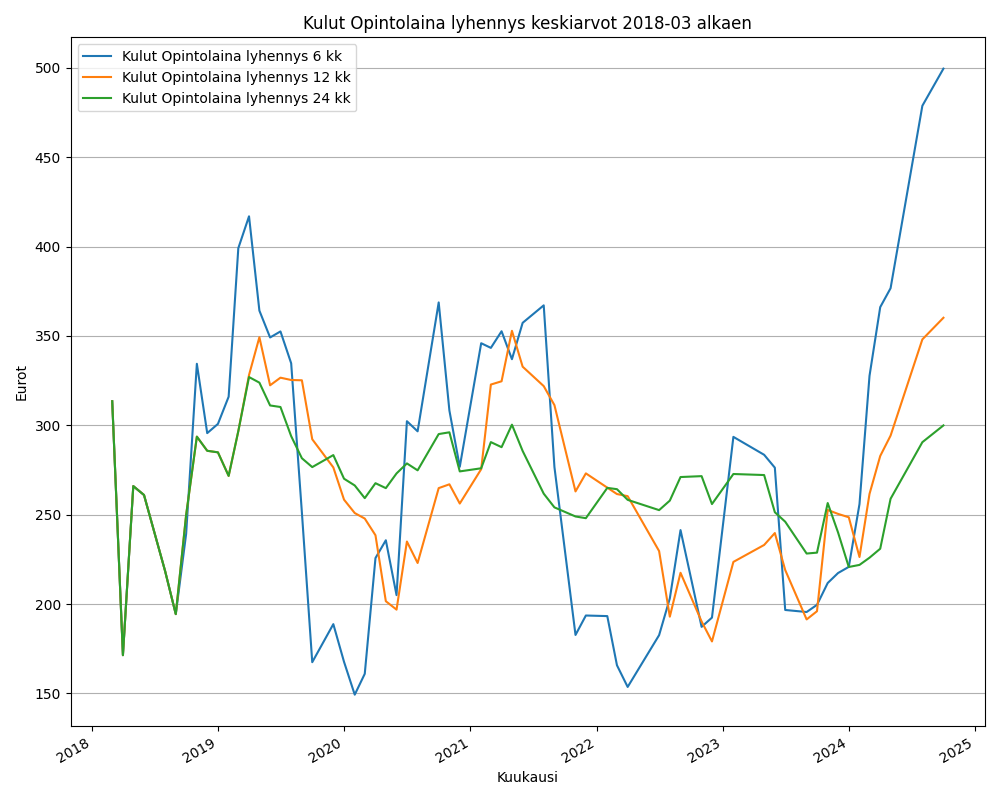 Kulut Opintolaina lyhennys keskiarvot 2018-03 alkaen
Kulut Opintolaina lyhennys 6 kk
Kulut Opintolaina lyhennys 12 kk
Kulut Opintolaina lyhennys 24 kk
500
450
400
350
300
250
200
150
Eurot
2018
2019
2020
2021
2022
2023
2024
2025
Kuukausi